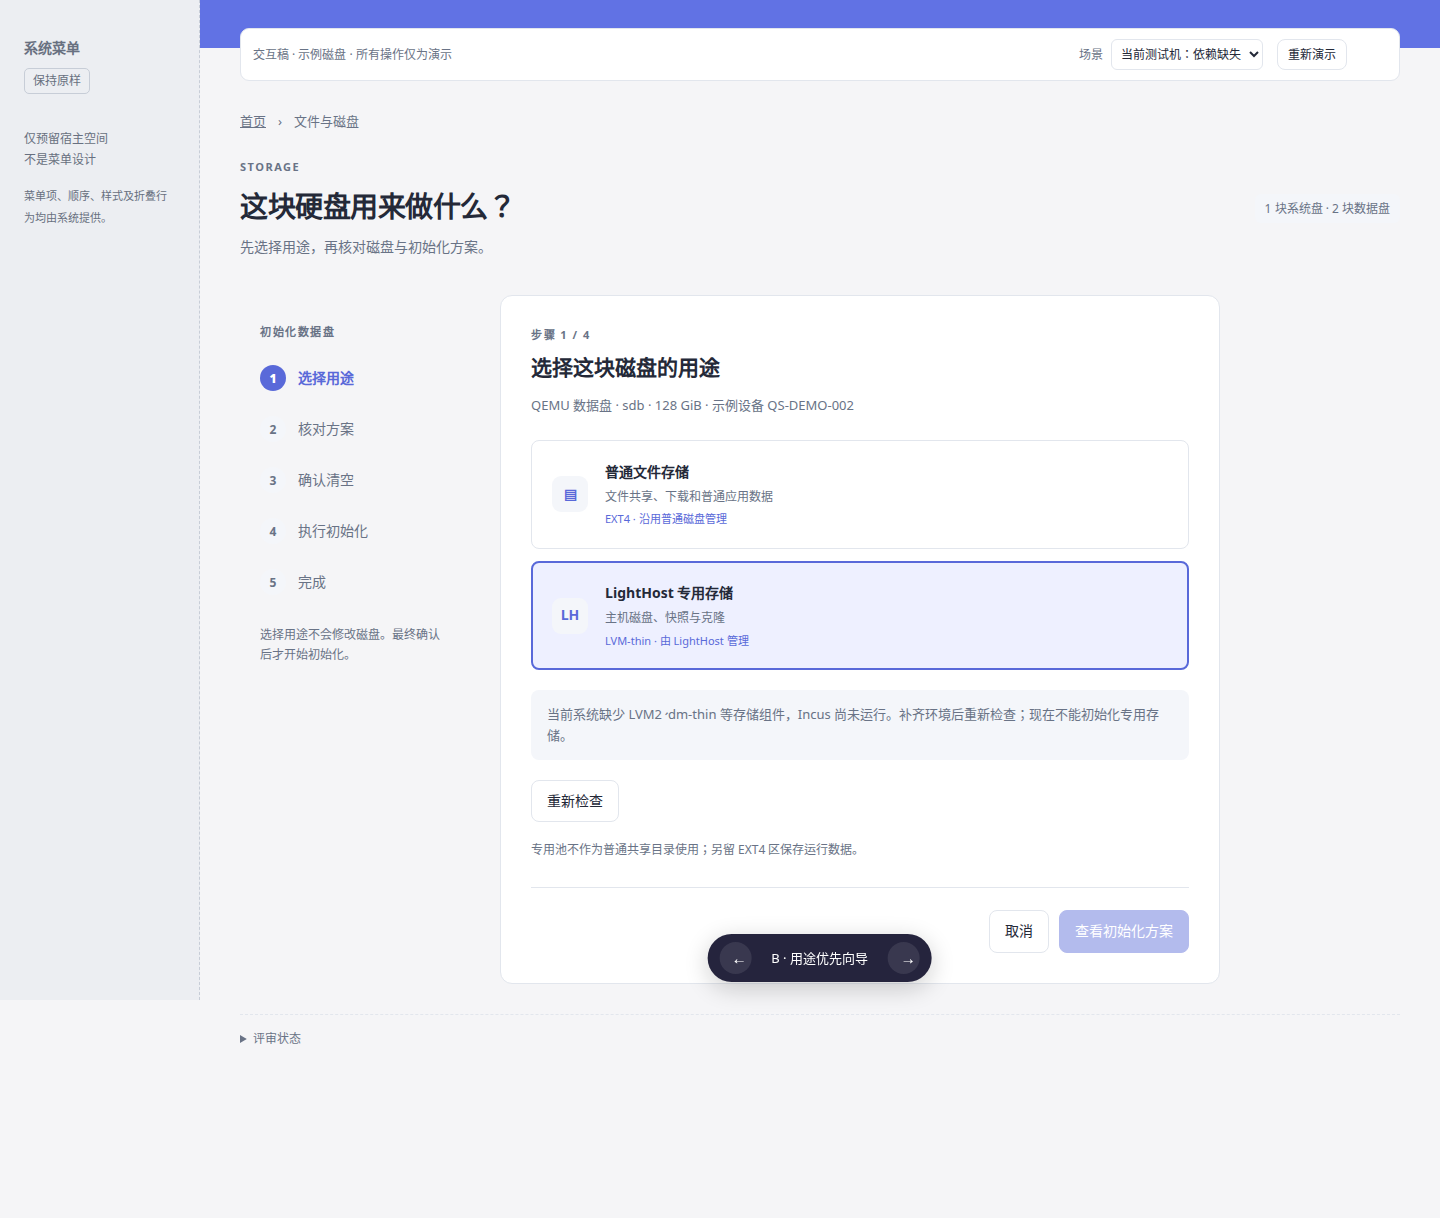 系统菜单
保持原样
仅预留宿主空间
不是菜单设计
菜单项、顺序、样式及折叠行
为均由系统提供。
交互稿 · 示例磁盘 · 所有操作仅为演示
场景
当前测试机：依赖缺失
重新演示
首页 › 文件与磁盘
STORAGE
这块硬盘用来做什么？
先选择用途，再核对磁盘与初始化方案。
1 块系统盘 · 2 块数据盘
初始化数据盘
1 选择用途
2 核对方案
3 确认清空
4 执行初始化
5 完成
选择用途不会修改磁盘。最终确认
后才开始初始化。
步骤 1 / 4
选择这块磁盘的用途
QEMU 数据盘 · sdb · 128 GiB · 示例设备 QS-DEMO-002
普通文件存储
文件共享、下载和普通应用数据
EXT4 · 沿用普通磁盘管理
LH
LightHost 专用存储
主机磁盘、快照与克隆
LVM-thin · 由 LightHost 管理
当前系统缺少 LVM2 ·dm-thin 等存储组件，Incus 尚未运行。补齐环境后重新检查；现在不能初始化专用存
储。
重新检查
专用池不作为普通共享目录使用；另留 EXT4 区保存运行数据。
取消
查看初始化方案
← B · 用途优先向导 →
▶ 评审状态